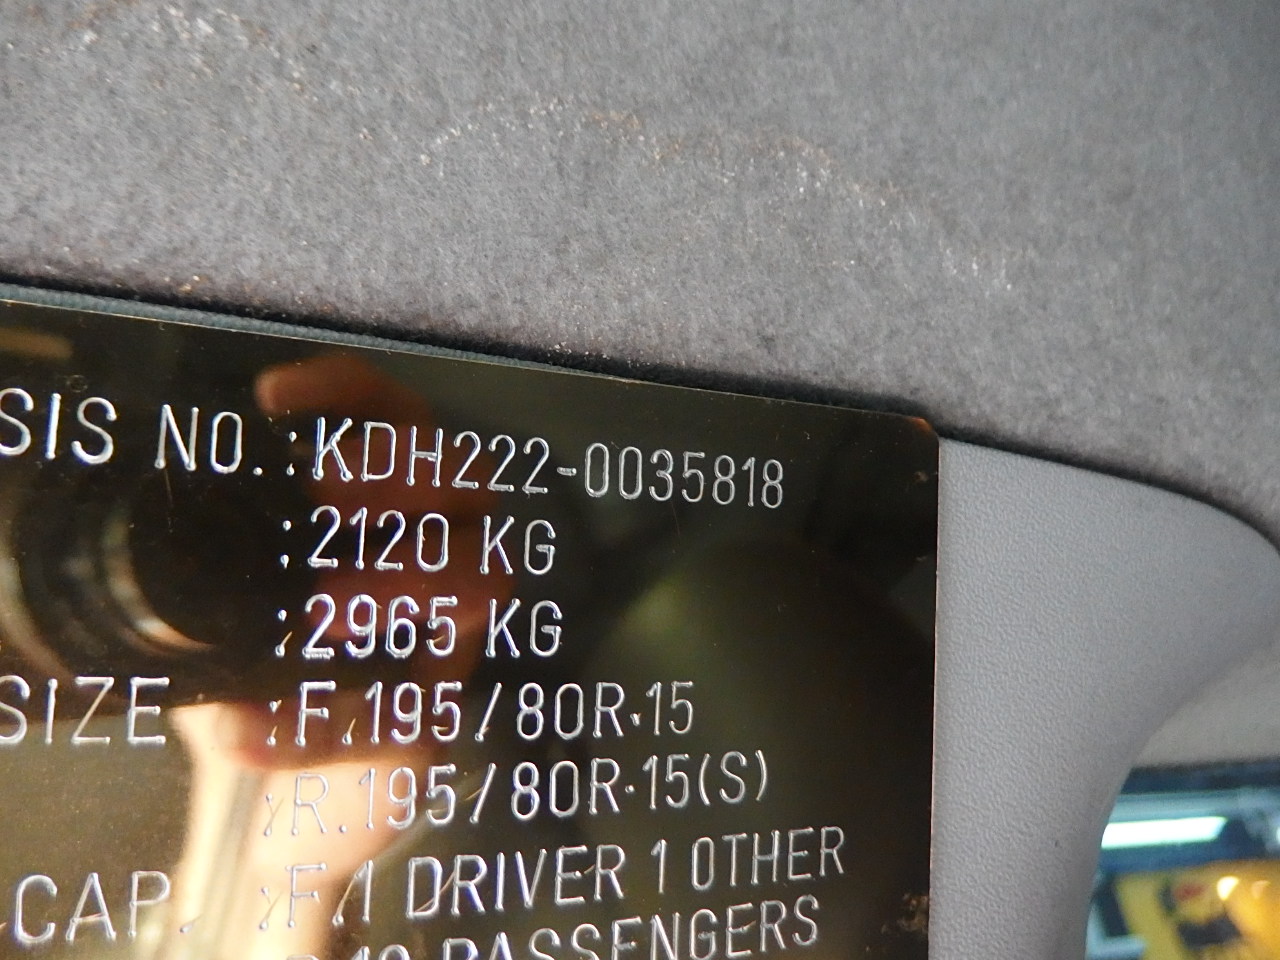 SIS NO.:KDH222-0035818
:2120 KG
:2965 KG
SIZE :F.195/80R.15
:R.195/80R-15(S)
CAP. :F.1 DRIVER 1 OTHER
PASSENGERS